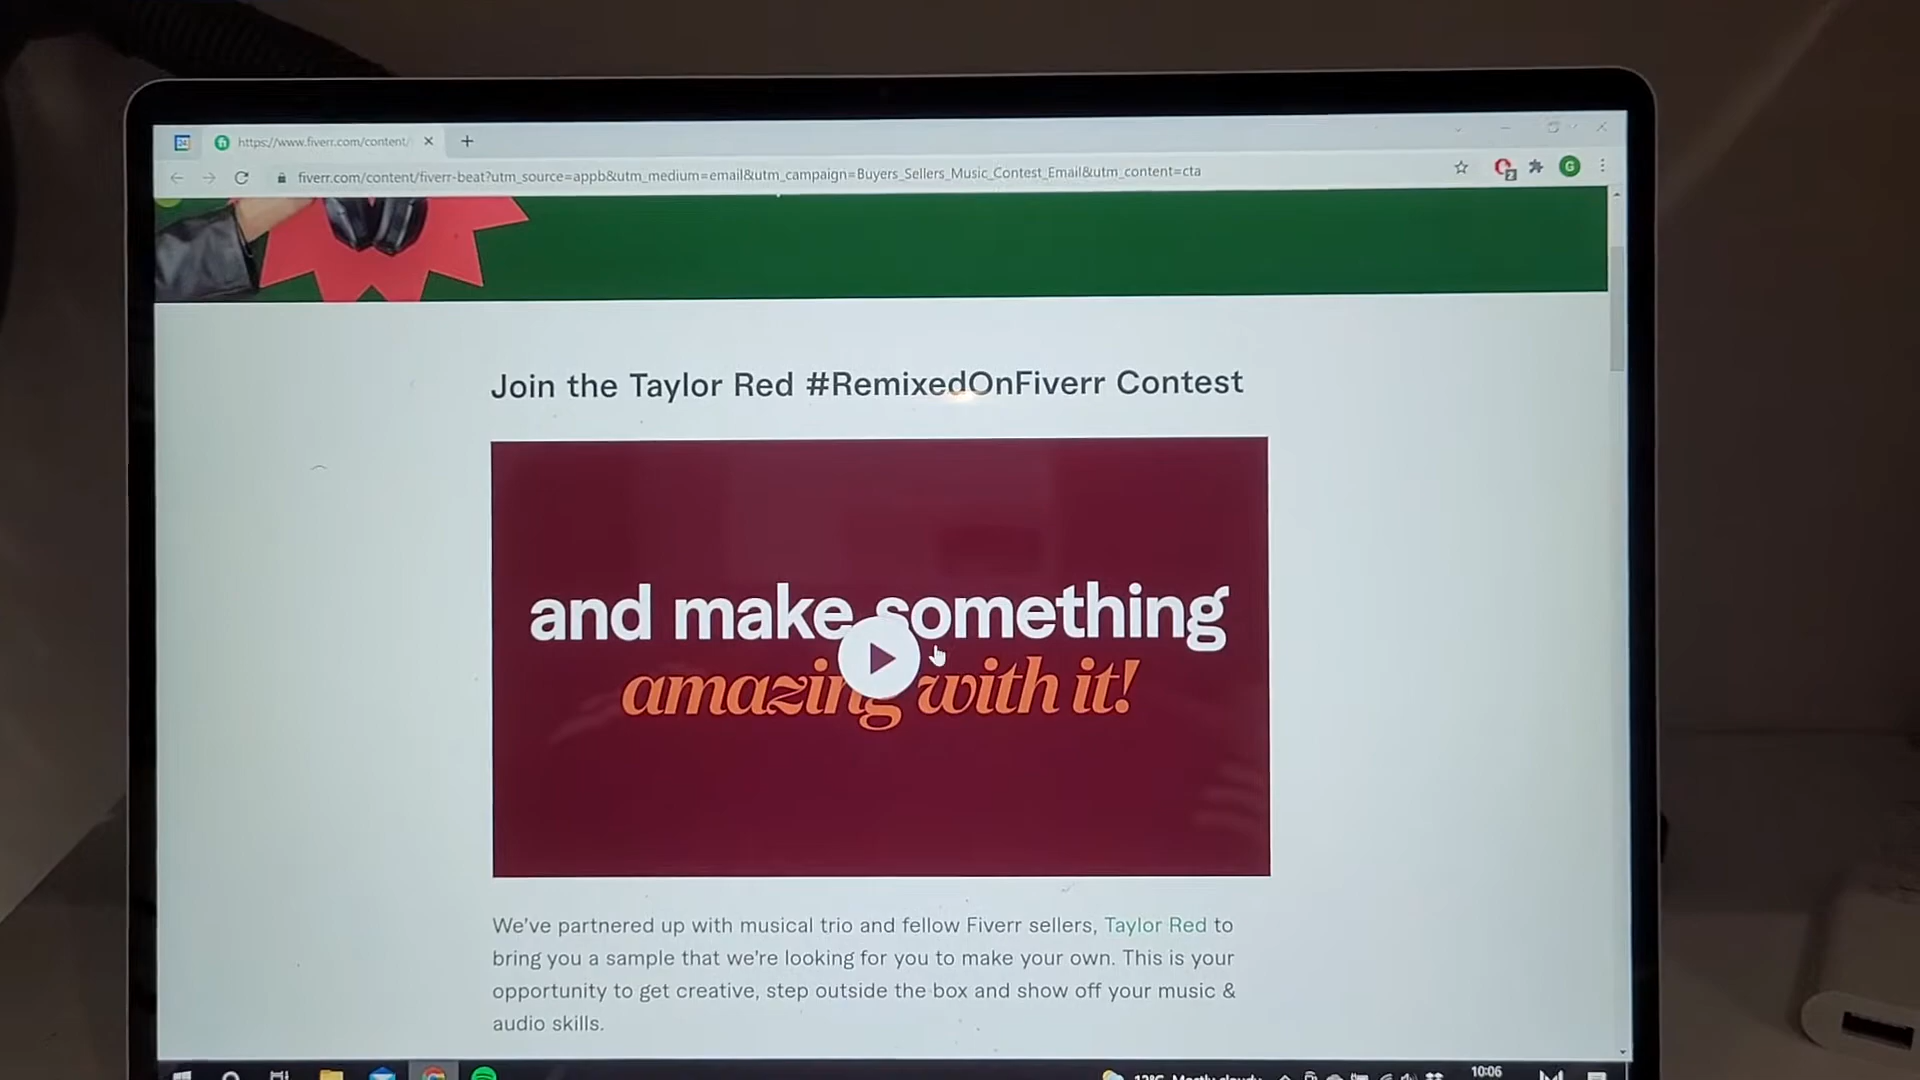 https://www.fiverr.com/content/
fiverr.com/content/fiverr-beat?utm_source=appb&utm_medium=email&utm_campaign=Buyers_Sellers_Music_Contest_Email&utm_content=cta
G
Join the Taylor Red #RemixedOnFiverr Contest
and make something
amazing with it!
We've partnered up with musical trio and fellow Fiverr sellers, Taylor Red to
bring you a sample that we're looking for you to make your own. This is your
opportunity to get creative, step outside the box and show off your music &
audio skills.
12°C Mostly cloudy
10:06